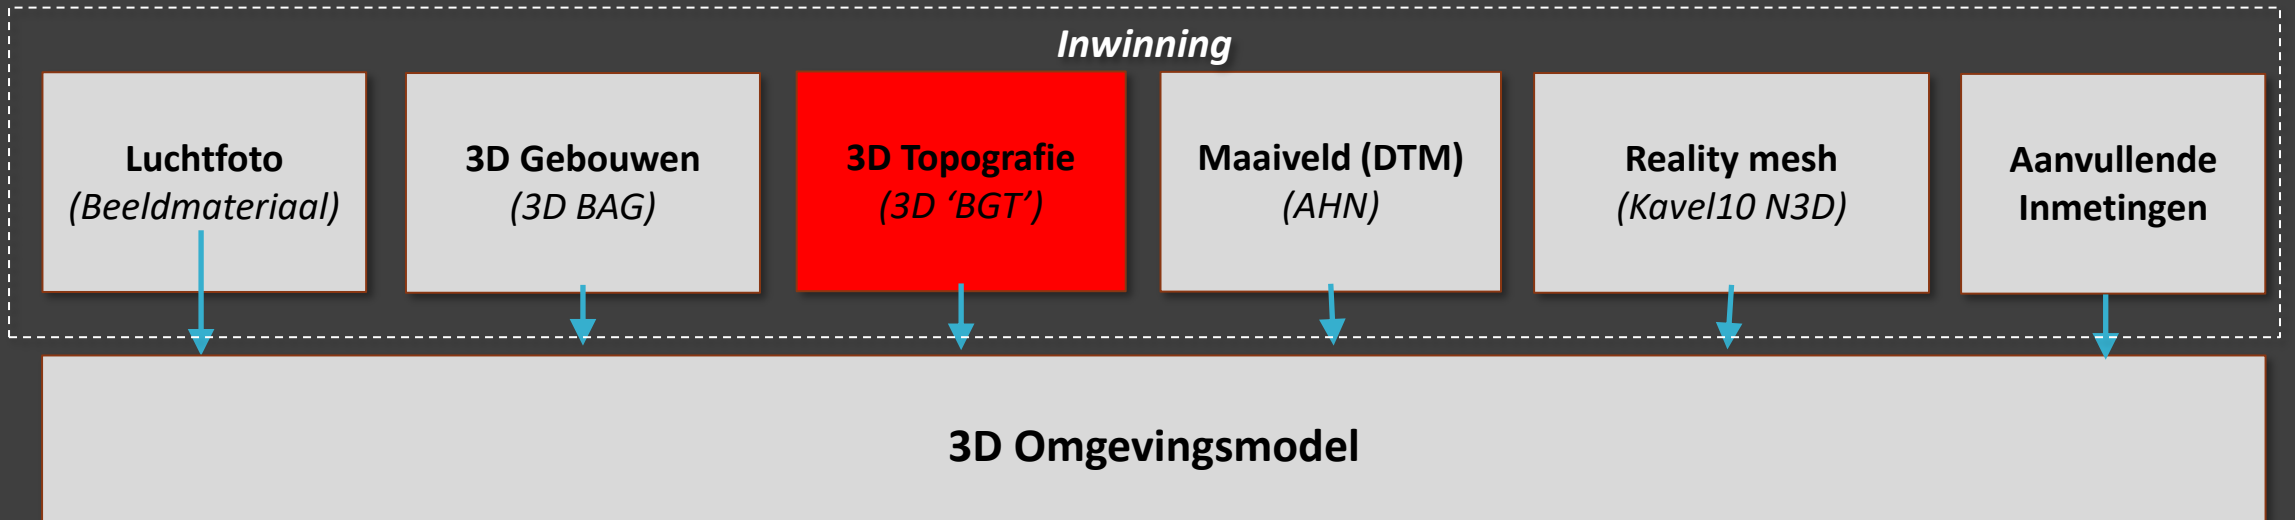 Inwinning
Luchtfoto
(Beeldmateriaal)
3D Gebouwen
(3D BAG)
3D Topografie
(3D ‘BGT’)
Maaiveld (DTM)
(AHN)
Reality mesh
(Kavel10 N3D)
Aanvullende
Inmetingen
3D Omgevingsmodel